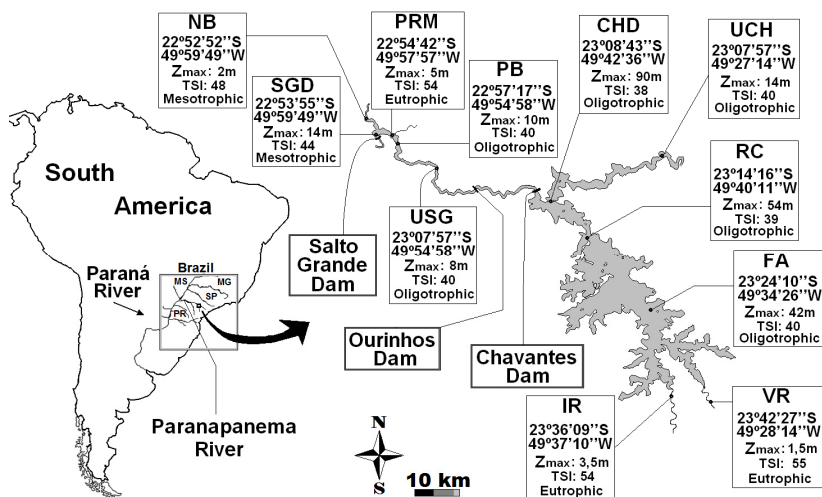 NB
22º52'52''S
49º59'49''W
Zmax: 2m
TSI: 48
Mesotrophic
PRM
22º54'42''S
49º57'57''W
Zmax: 5m
TSI: 54
Eutrophic
CHD
23º08'43''S
49º42'36''W
Zmax: 90m
TSI: 38
Oligotrophic
UCH
23º07'57''S
49º27'14''W
Zmax: 14m
TSI: 40
Oligotrophic
SGD
22º53'55''S
49º59'49''W
Zmax: 14m
TSI: 44
Mesotrophic
PB
22º57'17''S
49º54'58''W
Zmax: 10m
TSI: 40
Oligotrophic
RC
23º14'16''S
49º40'11''W
Zmax: 54m
TSI: 39
Oligotrophic
USG
23º07'57''S
49º54'58''W
Zmax: 8m
TSI: 40
Oligotrophic
FA
23º24'10''S
49º34'26''W
Zmax: 42m
TSI: 40
Oligotrophic
IR
23º36'09''S
49º37'10''W
Zmax: 3,5m
TSI: 54
Eutrophic
VR
23º42'27''S
49º28'14''W
Zmax: 1,5m
TSI: 55
Eutrophic
Salto
Grande
Dam
Ourinhos
Dam
Chavantes
Dam
South
America
Paraná
River
Brazil
MS
MG
SP
PR
Paranapanema
River
N
S
10 km